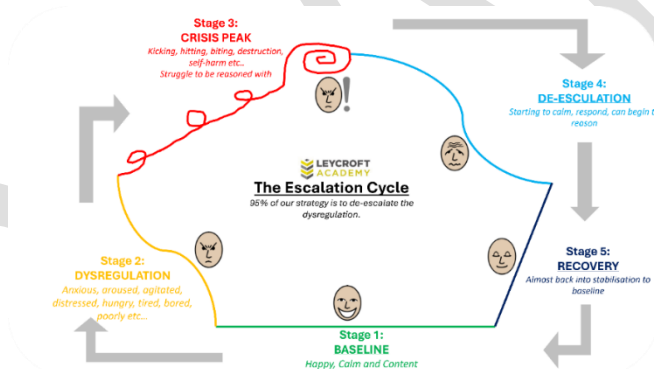 Stage 3:
CRISIS PEAK
Kicking, hitting, biting, destruction,
self-harm etc..
Struggle to be reasoned with
!
Stage 4:
DE-ESCULATION
Starting to calm, respond, can begin t
reason
LEYCROFT
ACADEMY
The Escalation Cycle
95% of our strategy is to de-escalate the
dysregulation.
Stage 2:
DYSREGULATION
Anxious, aroused, agitated,
distressed, hungry, tired, bored,
poorly etc...
Stage 5:
RECOVERY
Almost back into stabilisation to
baseline
Stage 1:
BASELINE
Happy, Calm and Content